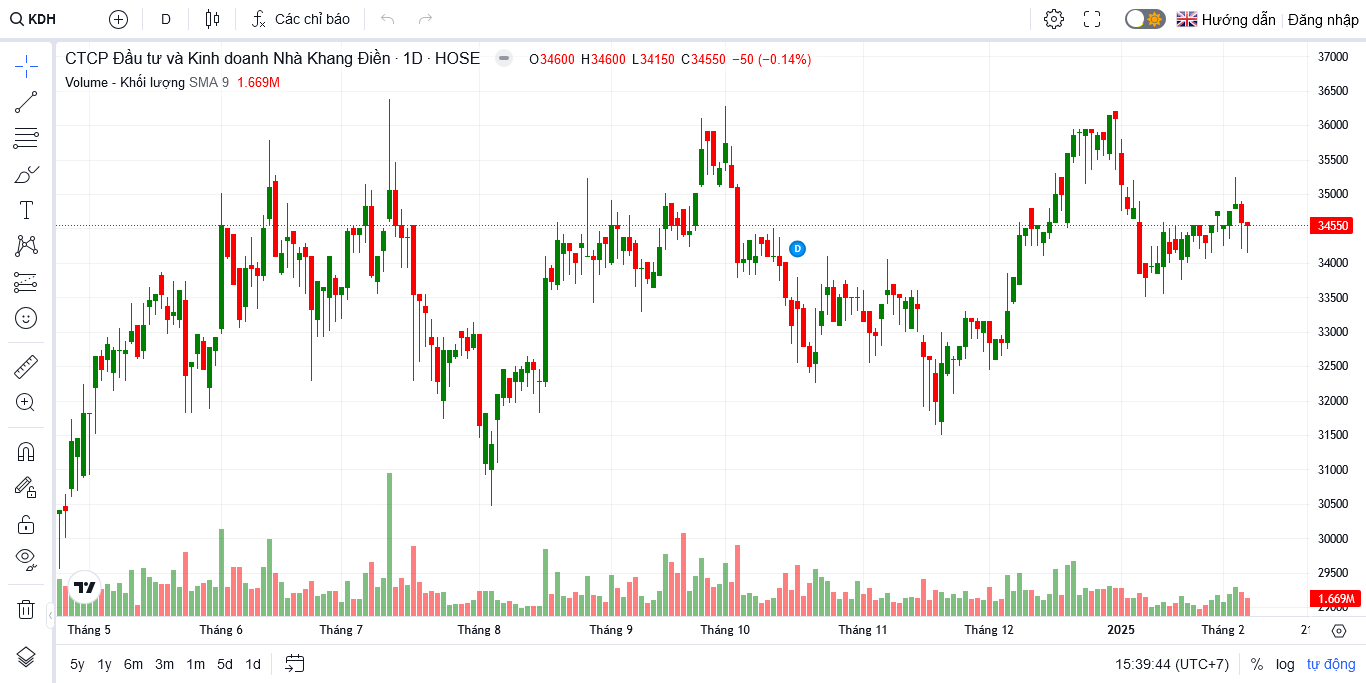 KDH D Các chỉ báo Hướng dẫn Đăng nhập
CTCP Đầu tư và Kinh doanh Nhà Khang Điền · 1D · HOSE O34600 H34600 L34150 C34550 −50 (−0.14%)
Volume - Khối lượng SMA 9 1.669M
37000
36500
36000
35500
35000
34550
34000
33500
33000
32500
32000
31500
31000
30500
30000
29500
1.669M
D
Tháng 5 Tháng 6 Tháng 7 Tháng 8 Tháng 9 Tháng 10 Tháng 11 Tháng 12 2025 Tháng 2
5y 1y 6m 3m 1m 5d 1d 15:39:44 (UTC+7) % log tự động